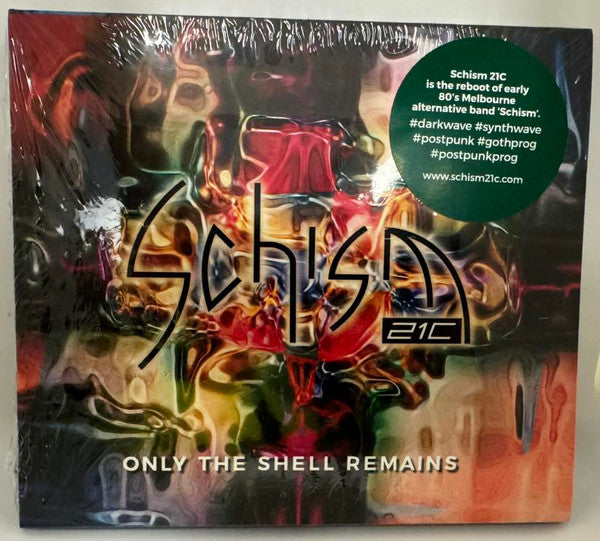 Schism 21C
is the reboot of early
80's Melbourne
alternative band 'Schism'.
#darkwave #synthwave
#postpunk #gothprog
#postpunkprog
www.schism21c.com
Schism
21C
ONLY THE SHELL REMAINS